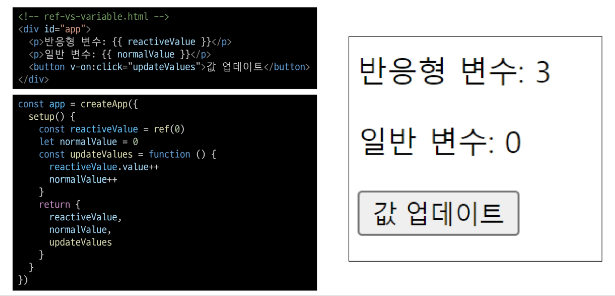 <!-- ref-vs-variable.html -->
<div id="app">
  <p>반응형 변수: {{ reactiveValue }}</p>
  <p>일반 변수: {{ normalValue }}</p>
  <button v-on:click="updateValues">값 업데이트</button>
</div>
const app = createApp({
  setup() {
    const reactiveValue = ref(0)
    let normalValue = 0
    const updateValues = function () {
      reactiveValue.value++
      normalValue++
    }
    return {
      reactiveValue,
      normalValue,
      updateValues
    }
  }
})
반응형 변수: 3
일반 변수: 0
값 업데이트